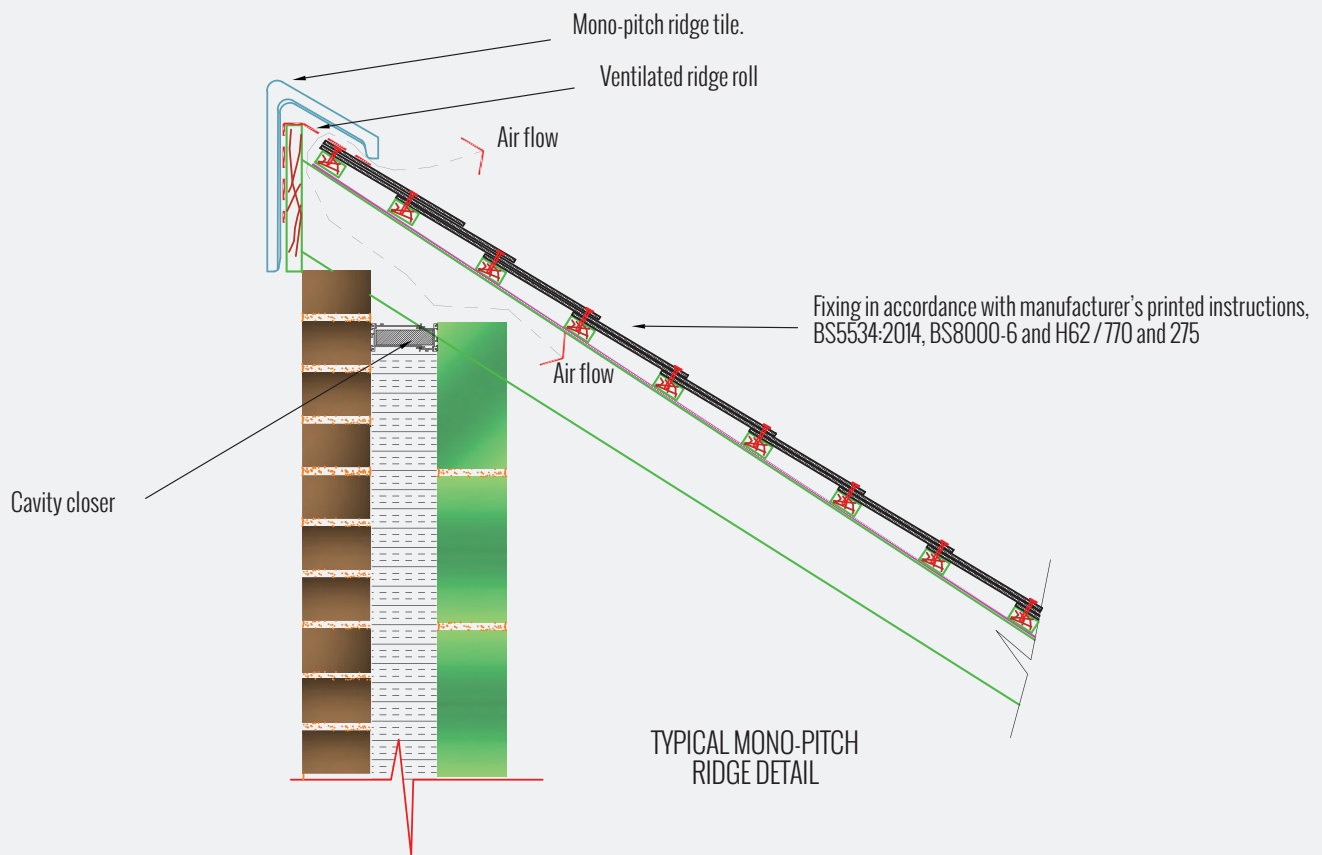 Mono-pitch ridge tile.
Ventilated ridge roll
Air flow
Fixing in accordance with manufacturer's printed instructions,
BS5534:2014, BS8000-6 and H62 / 770 and 275
Air flow
Cavity closer
TYPICAL MONO-PITCH
RIDGE DETAIL